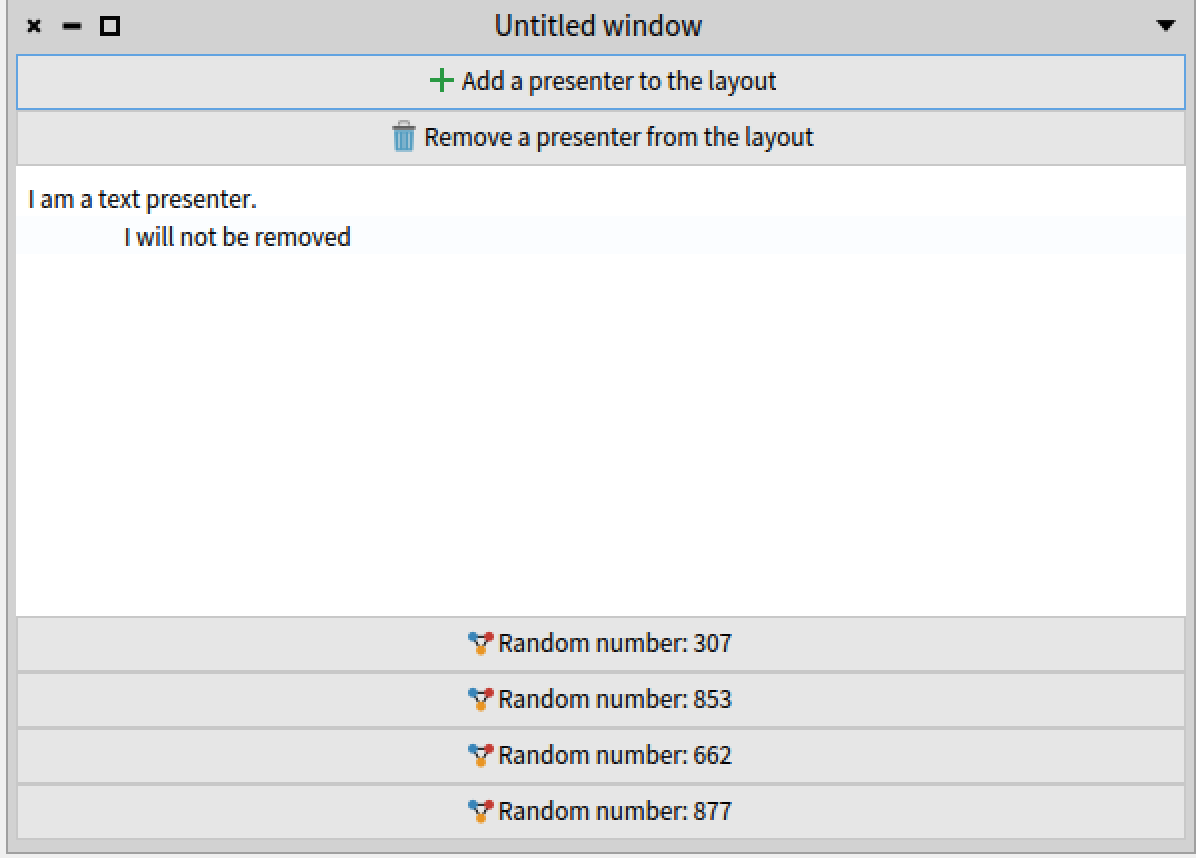 Untitled window
Add a presenter to the layout
Remove a presenter from the layout
I am a text presenter.
I will not be removed
Random number: 307
Random number: 853
Random number: 662
Random number: 877